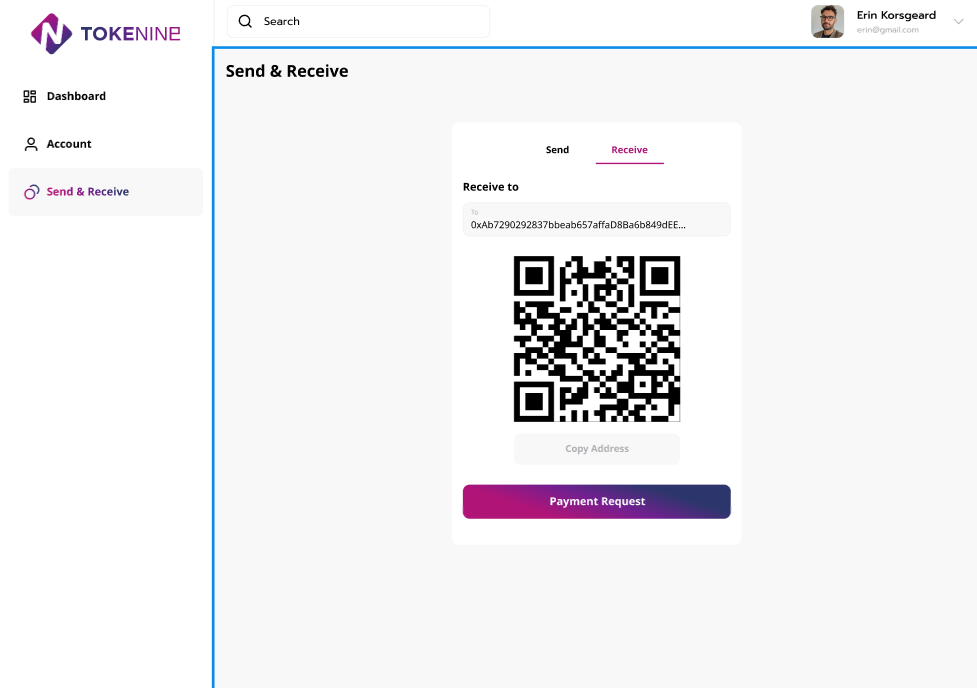 TOKENINE
Search
Erin Korsgeard
erin@gmail.com
Send & Receive
Dashboard
Account
Send & Receive
Send
Receive
Receive to
To
0xAb7290292837bbeab657affaD8Ba6b849dEE...
Copy Address
Payment Request